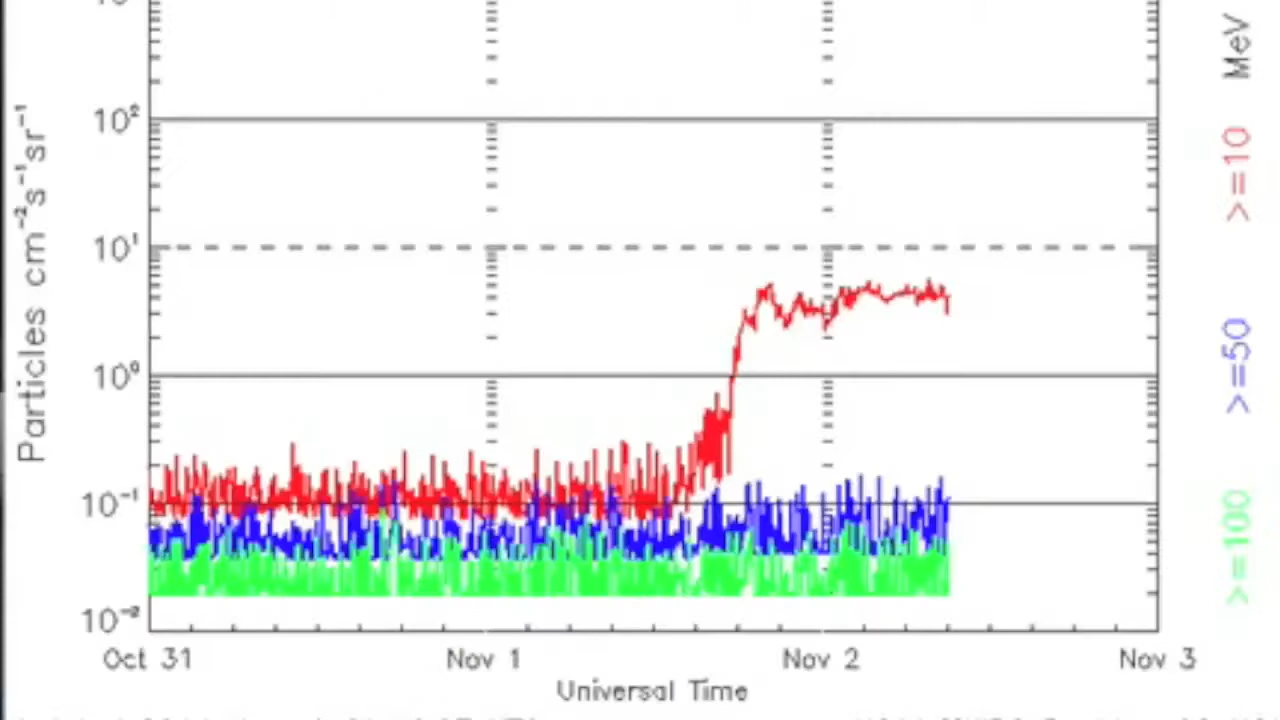 10²
10¹
10⁰
10⁻¹
10⁻²
Particles cm⁻²s⁻¹sr⁻¹
Oct 31 Nov 1 Nov 2 Nov 3
Universal Time
>=10 MeV
>=50
>=100